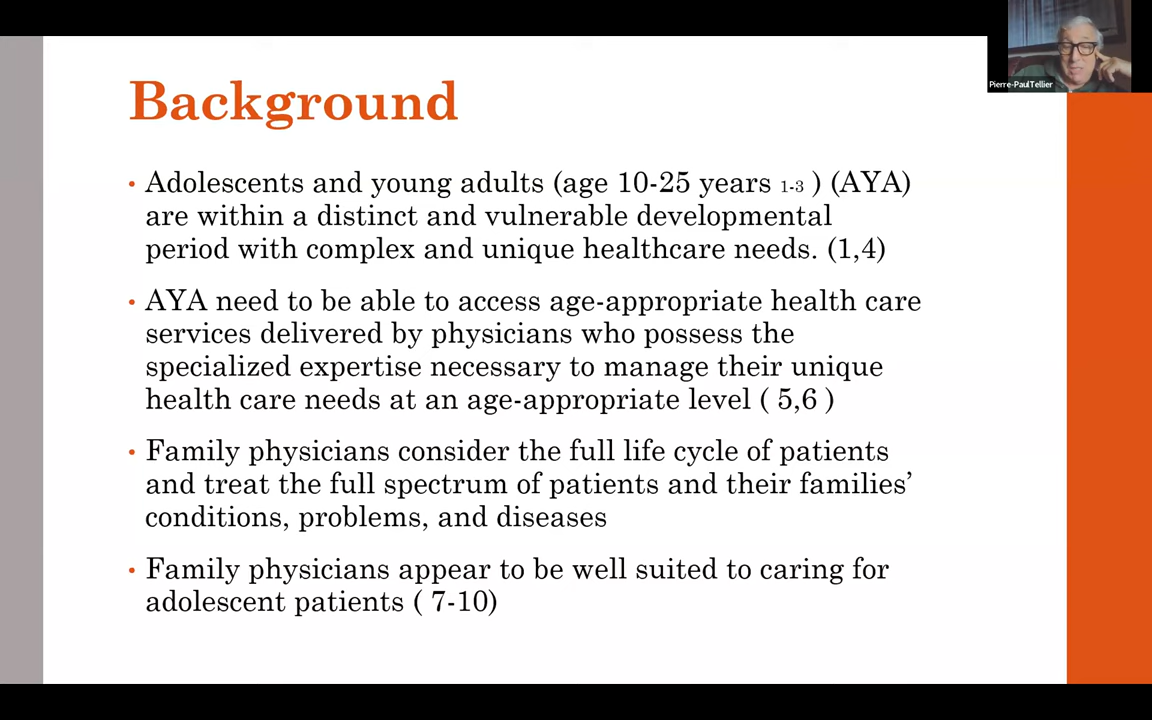 Background
• Adolescents and young adults (age 10-25 years 1-3 ) (AYA)
are within a distinct and vulnerable developmental
period with complex and unique healthcare needs. (1,4)
• AYA need to be able to access age-appropriate health care
services delivered by physicians who possess the
specialized expertise necessary to manage their unique
health care needs at an age-appropriate level ( 5,6 )
• Family physicians consider the full life cycle of patients
and treat the full spectrum of patients and their families’
conditions, problems, and diseases
• Family physicians appear to be well suited to caring for
adolescent patients ( 7-10)
Pierre-PaulTellier